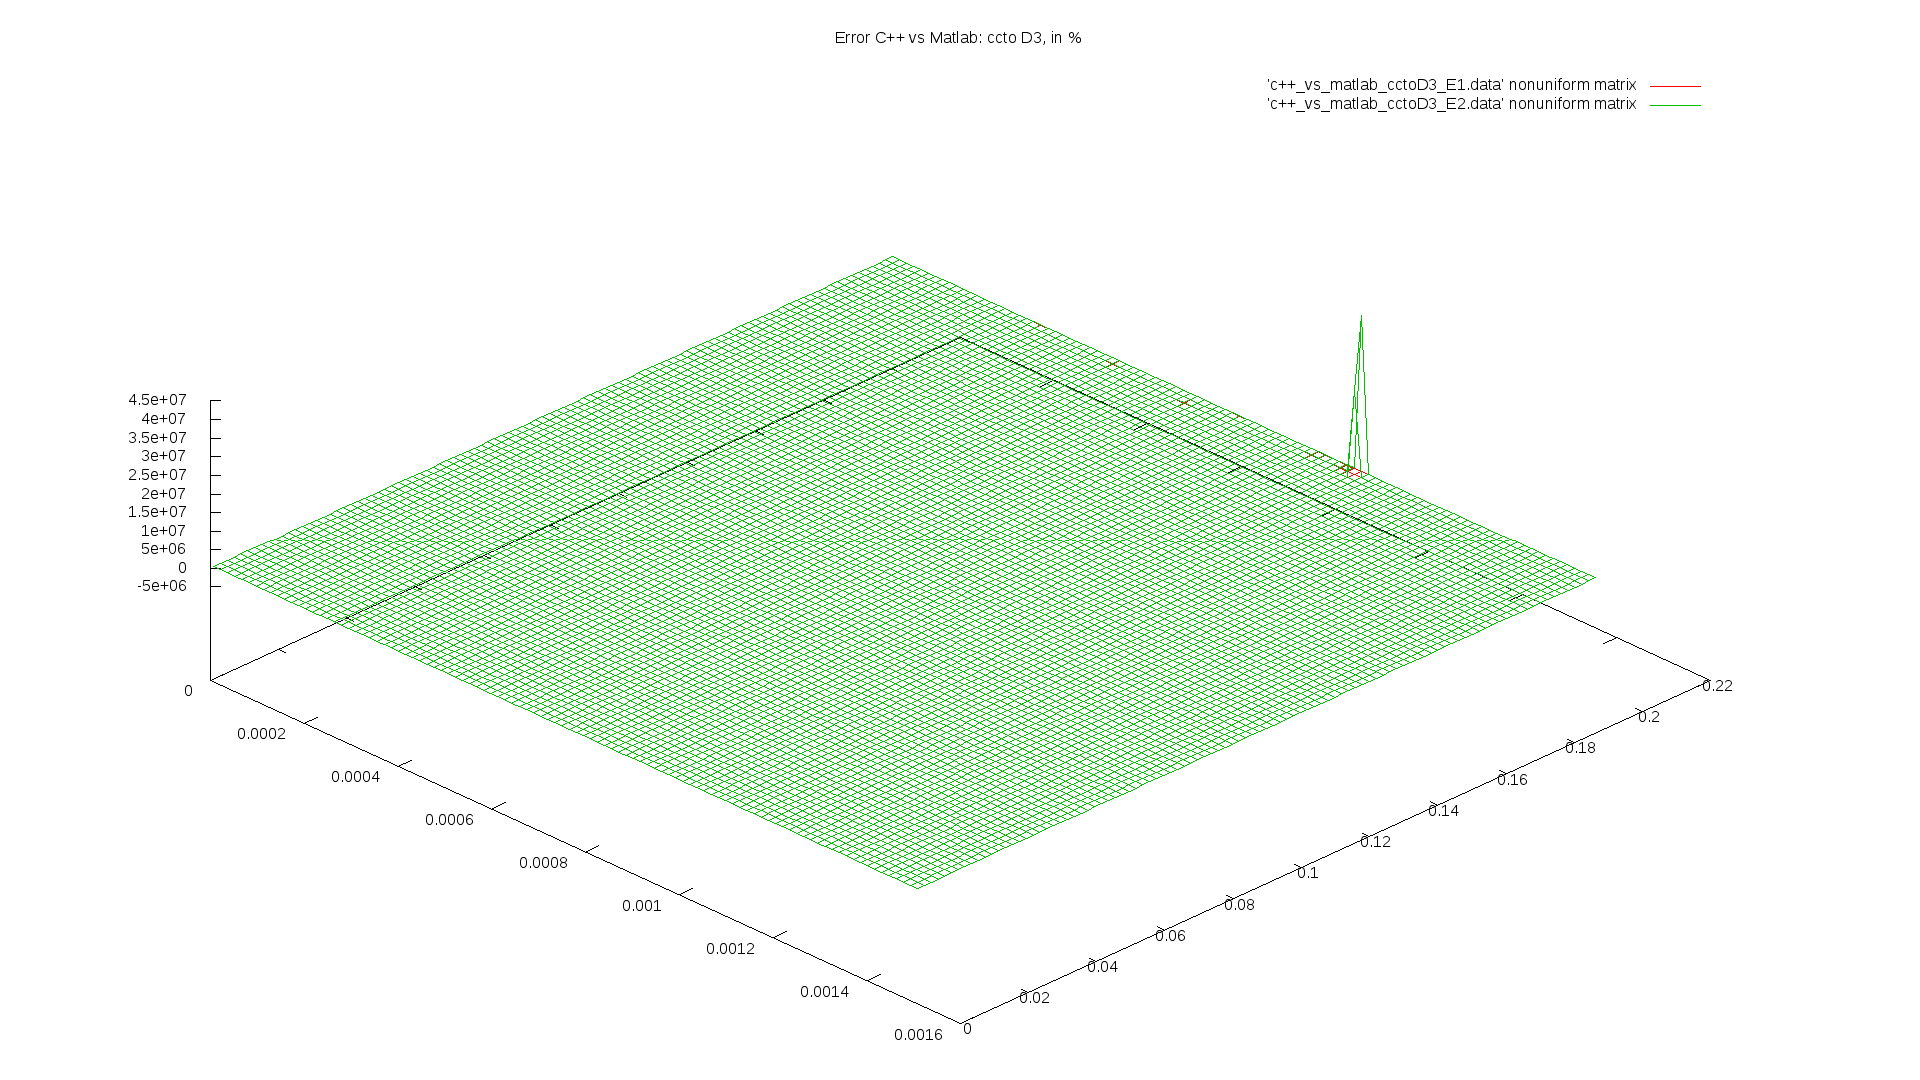 Error C++ vs Matlab: ccto D3, in %
'c++_vs_matlab_cctoD3_E1.data' nonuniform matrix
'c++_vs_matlab_cctoD3_E2.data' nonuniform matrix
4.5e+07
4e+07
3.5e+07
3e+07
2.5e+07
2e+07
1.5e+07
1e+07
5e+06
0
-5e+06
0
0.0002
0.0004
0.0006
0.0008
0.001
0.0012
0.0014
0.0016
0
0.02
0.04
0.06
0.08
0.1
0.12
0.14
0.16
0.18
0.2
0.22